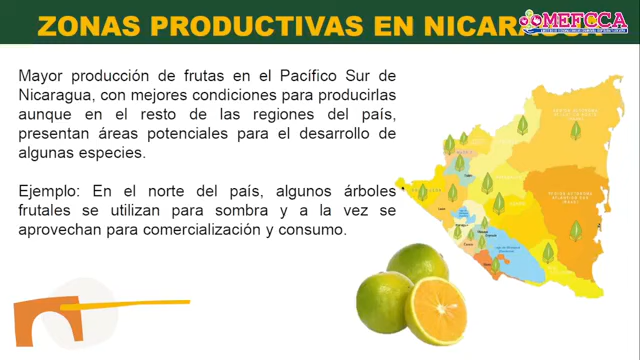 ZONAS PRODUCTIVAS EN NICARAGUA
MEFCCA
Mayor producción de frutas en el Pacífico Sur de
Nicaragua, con mejores condiciones para producirlas
aunque en el resto de las regiones del país,
presentan áreas potenciales para el desarrollo de
algunas especies.
Ejemplo: En el norte del país, algunos árboles
frutales se utilizan para sombra y a la vez se
aprovechan para comercialización y consumo.